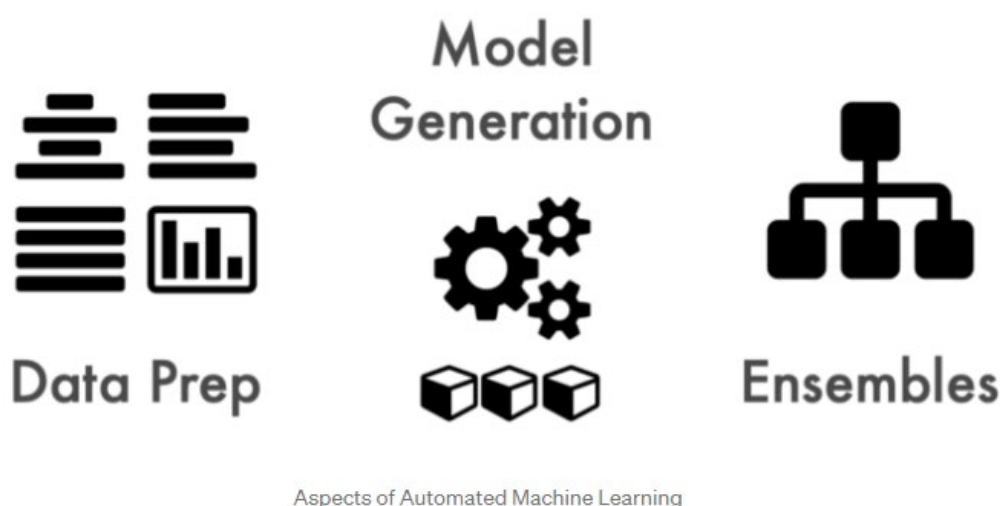 Model
Generation
Data Prep
Ensembles
Aspects of Automated Machine Learning